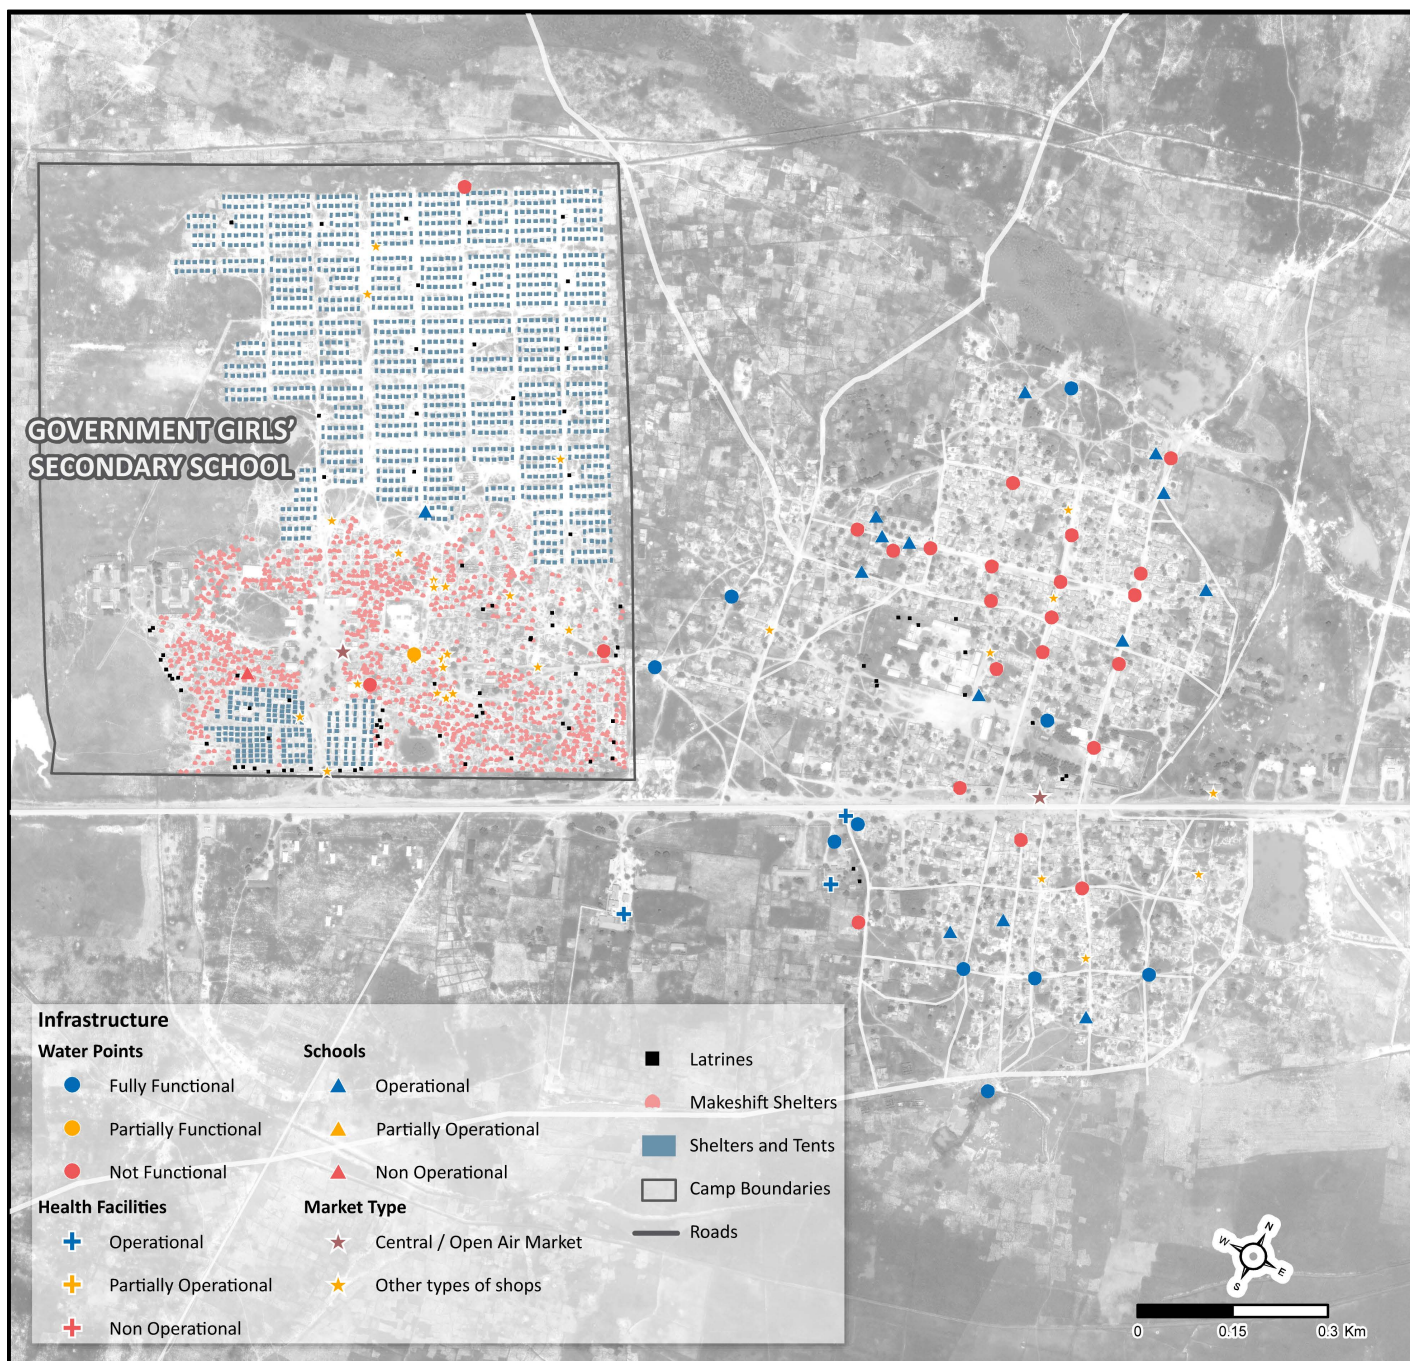 GOVERNMENT GIRLS'
SECONDARY SCHOOL
Infrastructure
Water Points
Fully Functional
Partially Functional
Not Functional
Health Facilities
Operational
Partially Operational
Non Operational
Schools
Operational
Partially Operational
Non Operational
Market Type
Central / Open Air Market
Other types of shops
Latrines
Makeshift Shelters
Shelters and Tents
Camp Boundaries
Roads
N
W
E
S
0 0.15 0.3 Km